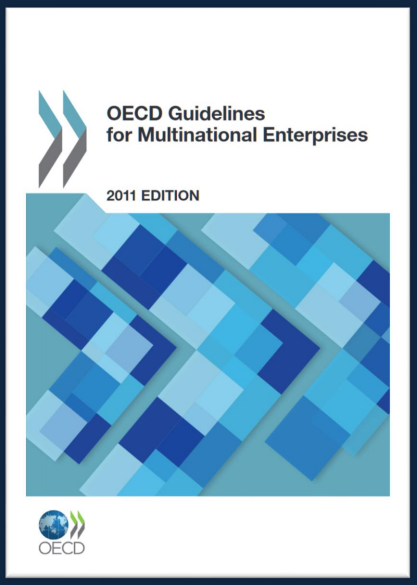 OECD Guidelines
for Multinational Enterprises
2011 EDITION
OECD